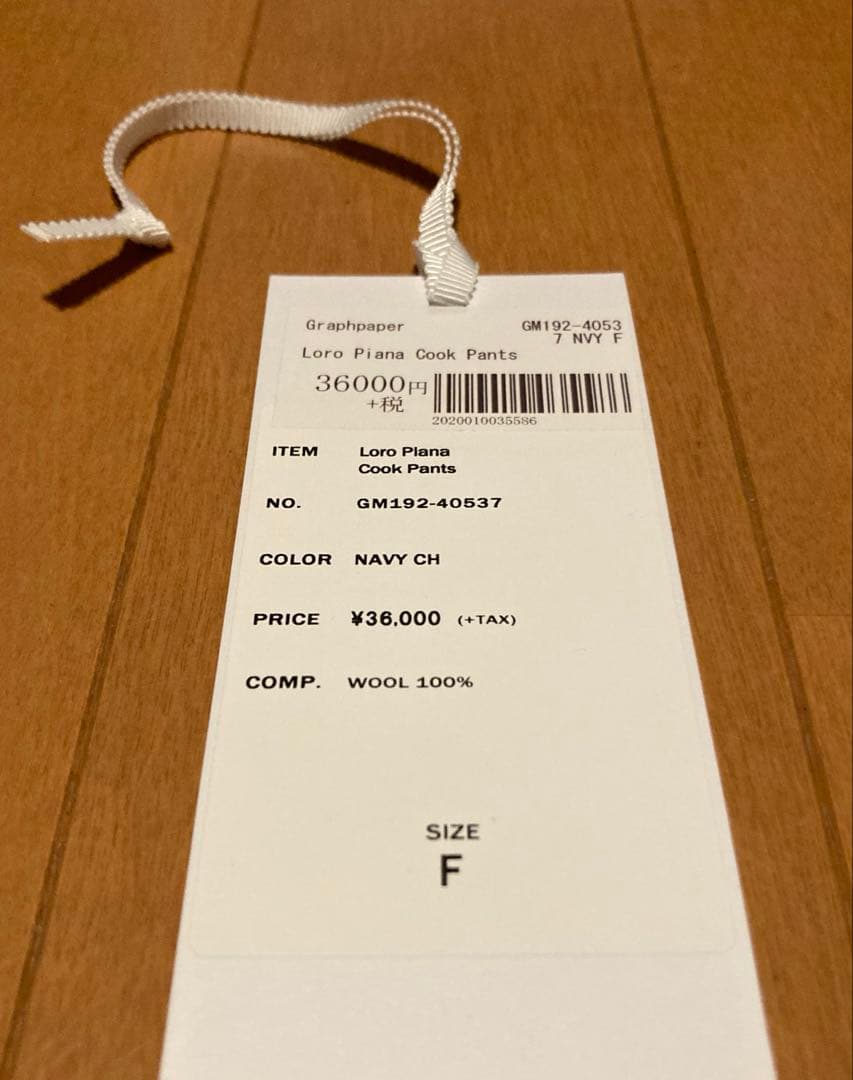 Graphpaper GM192-4053
7 NVY F
Loro Piana Cook Pants
36000円
+税
2020010035586
ITEM Loro Piana
Cook Pants
NO. GM192-40537
COLOR NAVY CH
PRICE ¥36,000 (+TAX)
COMP. WOOL 100%
SIZE
F